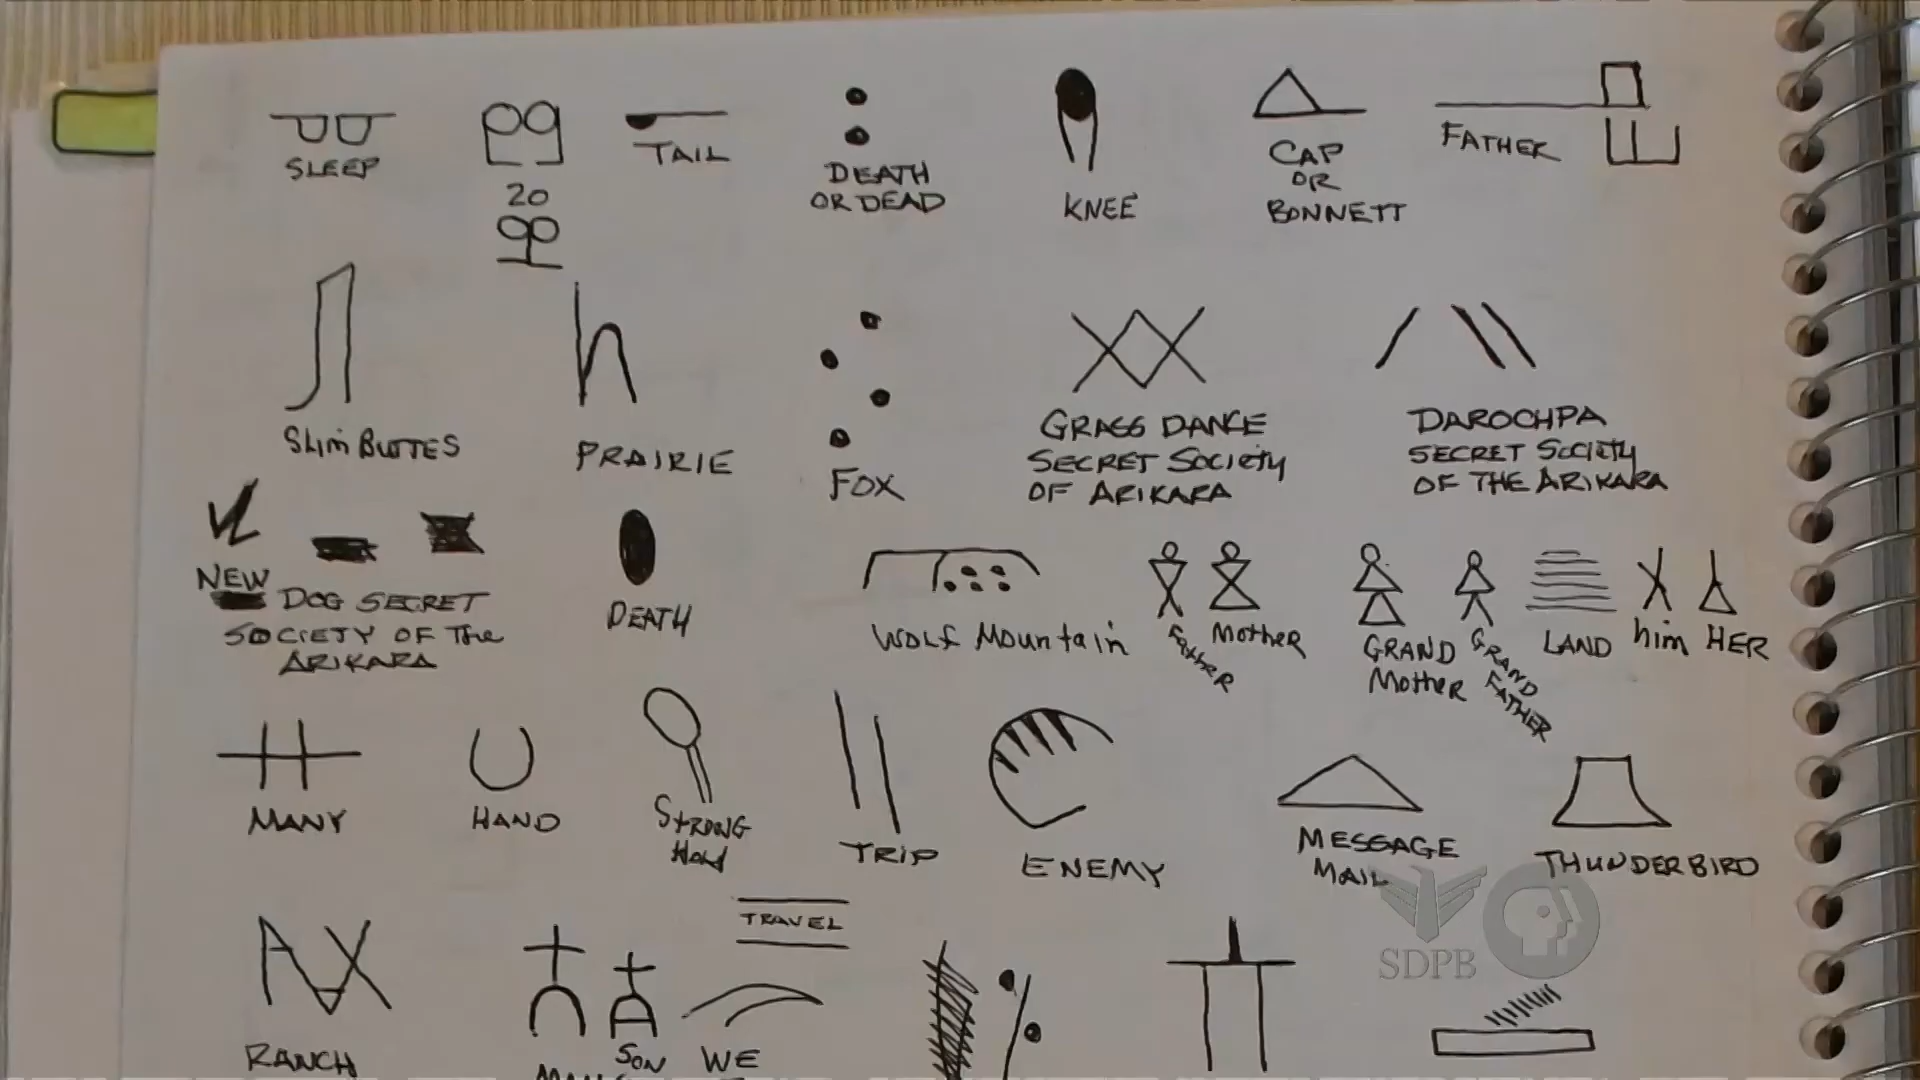 SLEEP
20
TAIL
DEATH
OR DEAD
KNEE
CAP
OR
BONNETT
FATHER
Slim BUTTES
PRAIRIE
FOX
GRASS DANCE
SECRET Society
OF ARIKARA
DAROCHPA
SECRET Society
OF THE ARIKARA
NEW
DOG SECRET
SOCIETY OF The
ARIKARA
DEATH
Wolf Mountain
FATHER
Mother
GRAND
Mother
GRAND
FATHER
LAND
him
HER
MANY
HAND
STRONG
TRIP
ENEMY
MESSAGE
MAIL
THUNDERBIRD
TRAVEL
RANCH
SON
WE
SDPB